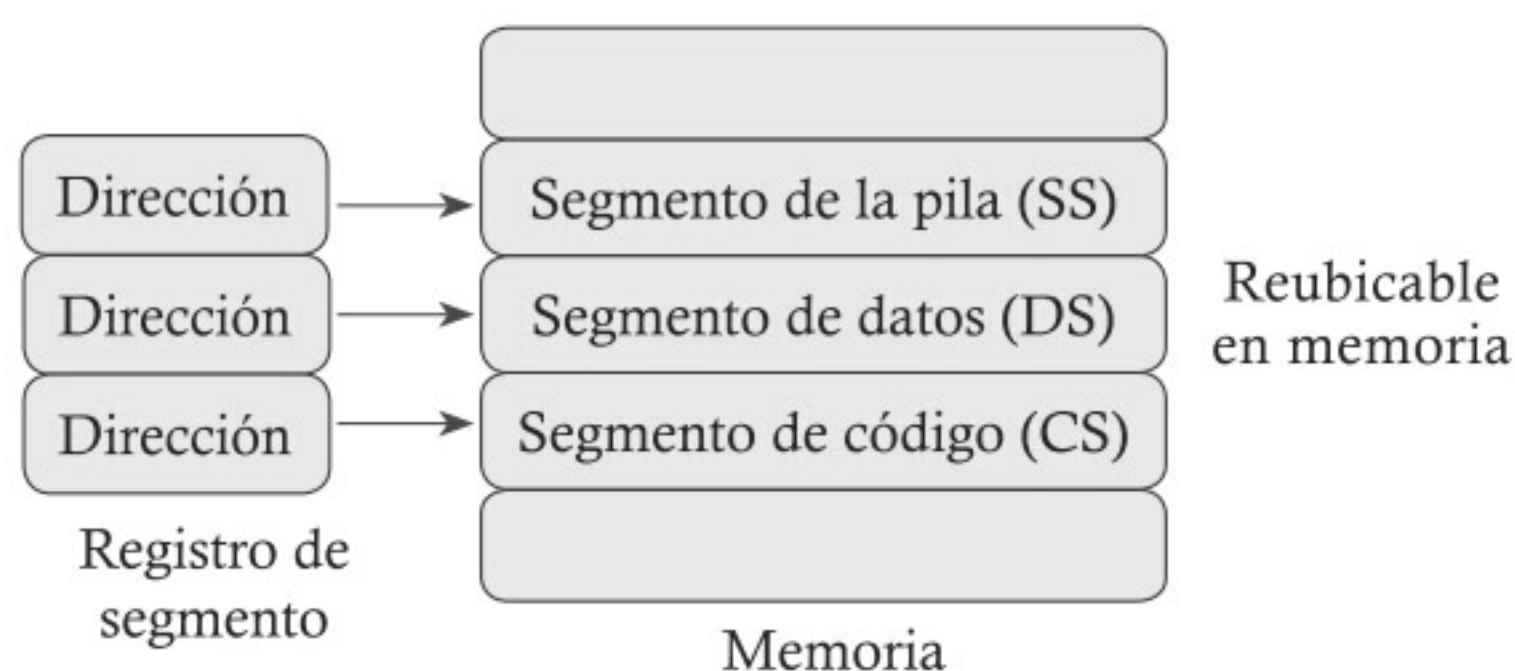 Dirección
Dirección
Dirección
Registro de
segmento
Segmento de la pila (SS)
Segmento de datos (DS)
Segmento de código (CS)
Memoria
Reubicable
en memoria